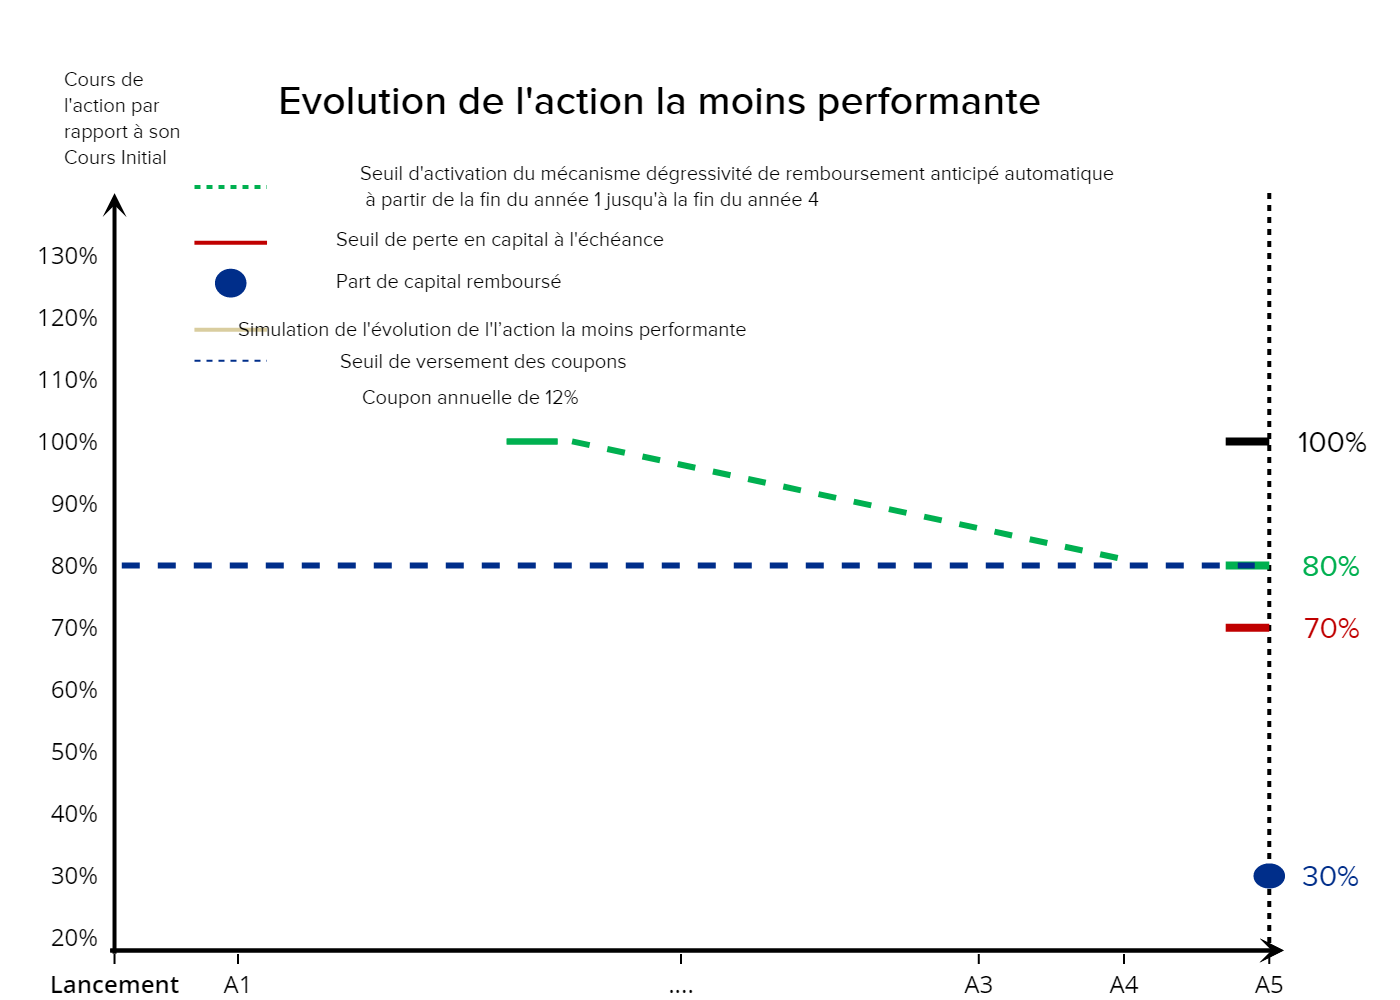 Cours de
l'action par
rapport à son
Cours Initial
Evolution de l'action la moins performante
Seuil d'activation du mécanisme dégressivité de remboursement anticipé automatique
à partir de la fin du année 1 jusqu'à la fin du année 4
Seuil de perte en capital à l'échéance
Part de capital remboursé
Simulation de l'évolution de l'l’action la moins performante
Seuil de versement des coupons
Coupon annuelle de 12%
130%
120%
110%
100%
90%
80%
70%
60%
50%
40%
30%
20%
100%
80%
70%
30%
Lancement A1 .... A3 A4 A5